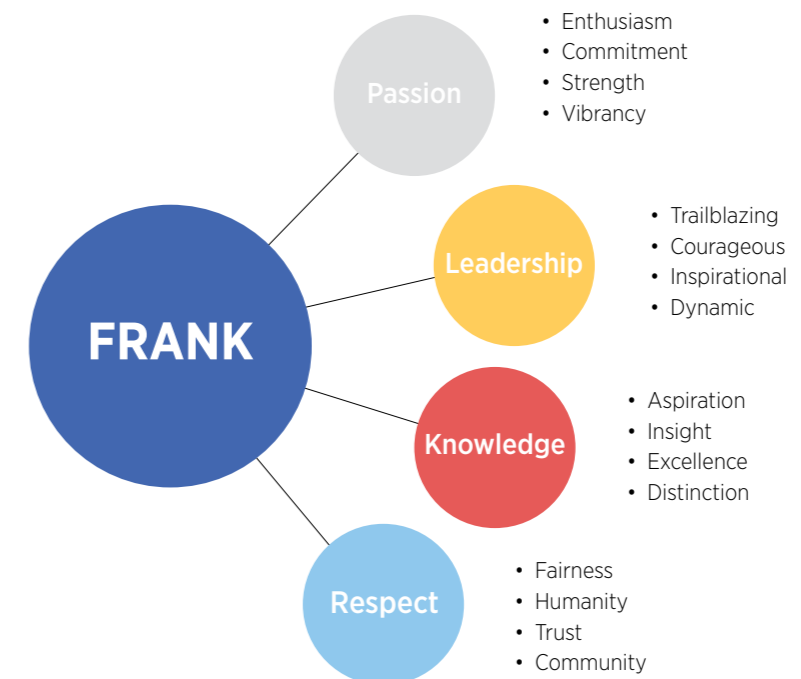 FRANK
Passion
• Enthusiasm
• Commitment
• Strength
• Vibrancy
Leadership
• Trailblazing
• Courageous
• Inspirational
• Dynamic
Knowledge
• Aspiration
• Insight
• Excellence
• Distinction
Respect
• Fairness
• Humanity
• Trust
• Community